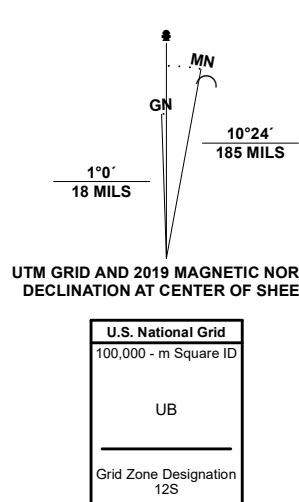 MN
GN
10°24´
185 MILS
1°0´
18 MILS
UTM GRID AND 2019 MAGNETIC NOR
DECLINATION AT CENTER OF SHEE
U.S. National Grid
100,000 - m Square ID
UB
Grid Zone Designation
12S